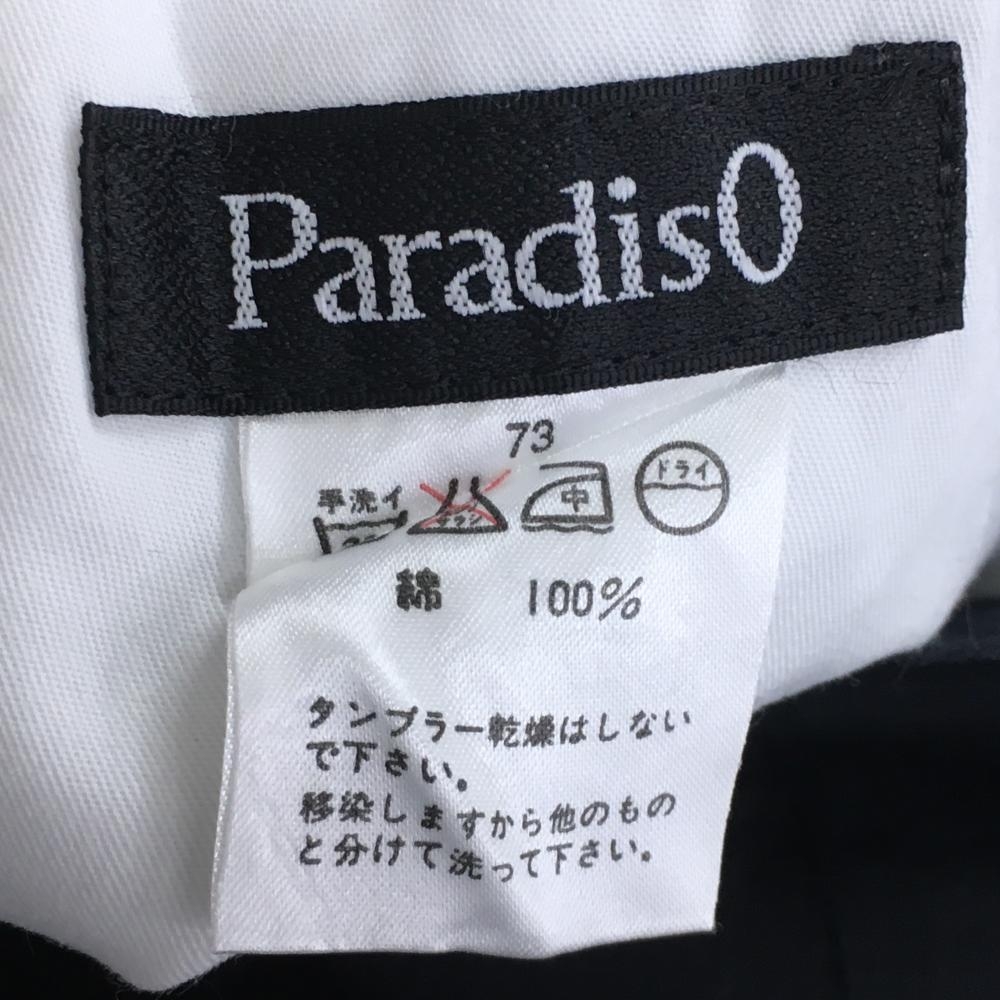 ParadisO
73
手洗イ
中
ドライ
綿 100%
タンブラー乾燥はしない
で下さい。
移染しますから他のもの
と分けて洗って下さい。